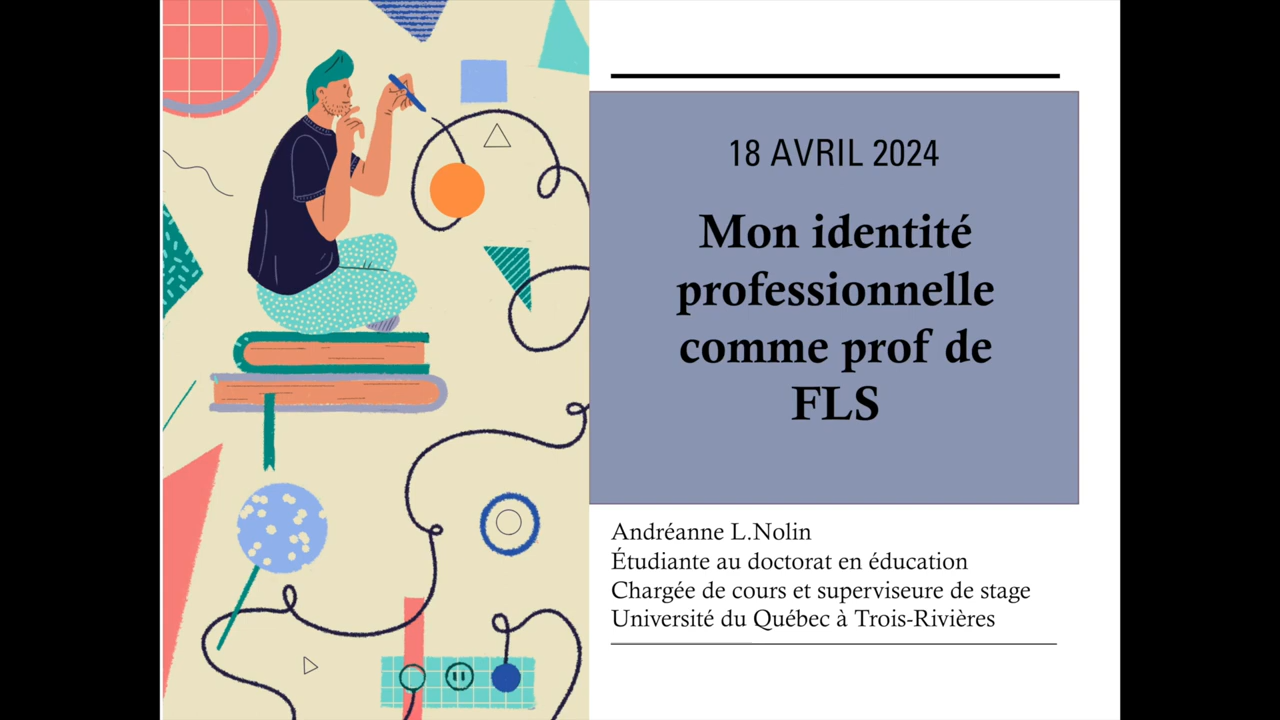 18 AVRIL 2024
Mon identité
professionnelle
comme prof de
FLS
Andréanne L.Nolin
Étudiante au doctorat en éducation
Chargée de cours et superviseure de stage
Université du Québec à Trois-Rivières